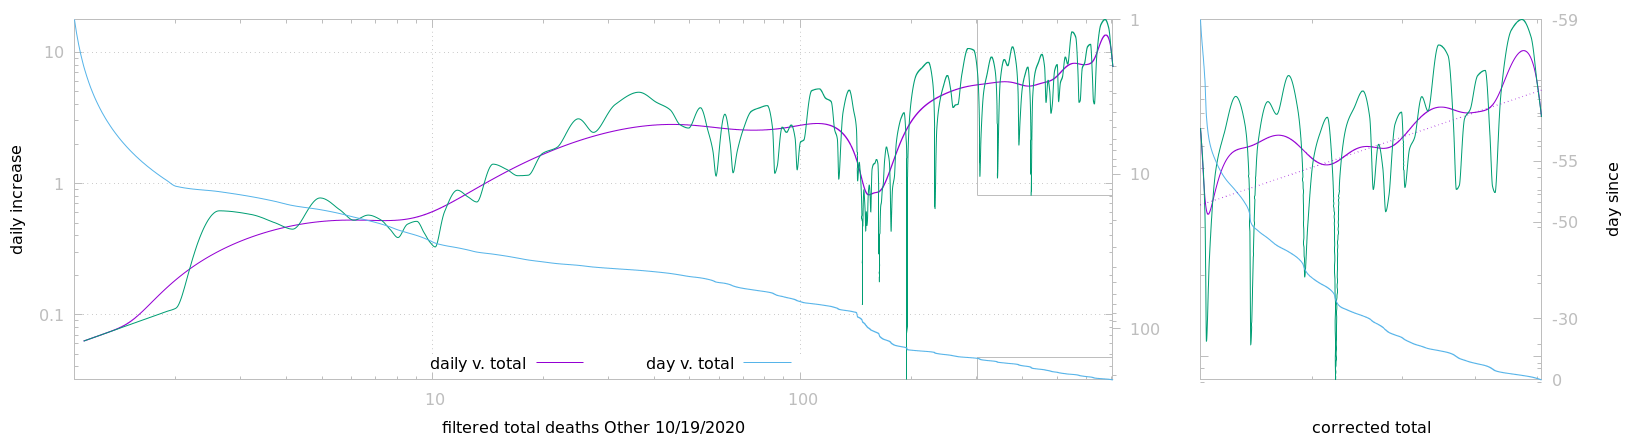 10
1
0.1
daily increase
daily v. total
day v. total
10
100
filtered total deaths Other 10/19/2020
1
10
100
-59
-55
-50
-30
0
day since
corrected total